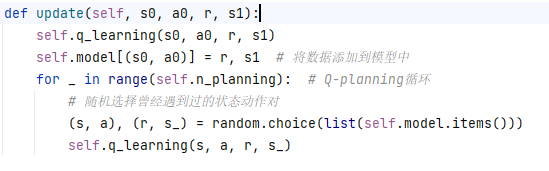 def update(self, s0, a0, r, s1):
    self.q_learning(s0, a0, r, s1)
    self.model[(s0, a0)] = r, s1  # 将数据添加到模型中
    for _ in range(self.n_planning):  # Q-planning循环
        # 随机选择曾经遇到过的状态动作对
        (s, a), (r, s_) = random.choice(list(self.model.items()))
        self.q_learning(s, a, r, s_)